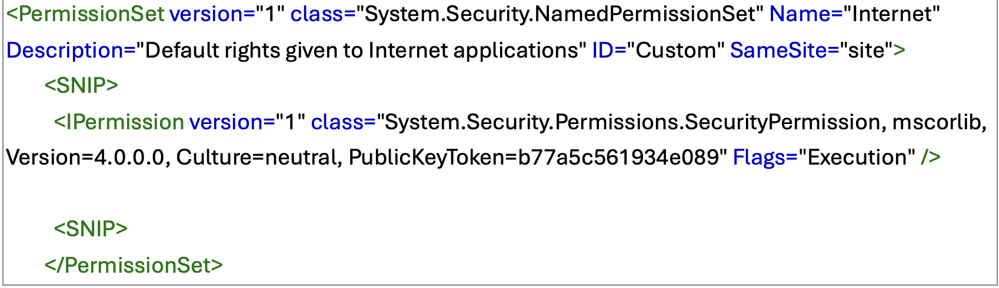 <PermissionSet version="1" class="System.Security.NamedPermissionSet" Name="Internet"
Description="Default rights given to Internet applications" ID="Custom" SameSite="site">
<SNIP>
<IPermission version="1" class="System.Security.Permissions.SecurityPermission, mscorlib,
Version=4.0.0.0, Culture=neutral, PublicKeyToken=b77a5c561934e089" Flags="Execution" />
<SNIP>
</PermissionSet>